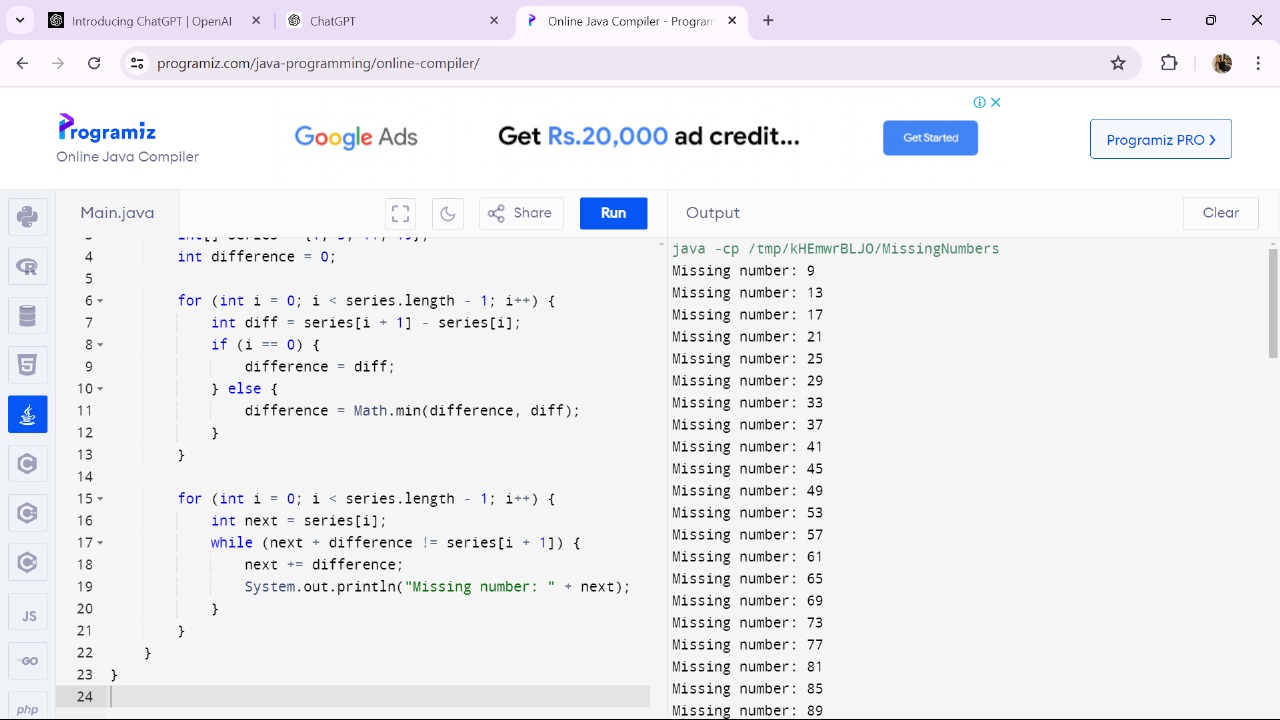 Introducing ChatGPT | OpenAI
ChatGPT
Online Java Compiler - Program
programiz.com/java-programming/online-compiler/
Programiz
Online Java Compiler
Google Ads
Get Rs.20,000 ad credit...
Get Started
Programiz PRO
Main.java
Share
Run
Output
Clear
4 int difference = 0;
5
6 for (int i = 0; i < series.length - 1; i++) {
7 int diff = series[i + 1] - series[i];
8 if (i == 0) {
9 difference = diff;
10 } else {
11 difference = Math.min(difference, diff);
12 }
13 }
14
15 for (int i = 0; i < series.length - 1; i++) {
16 int next = series[i];
17 while (next + difference != series[i + 1]) {
18 next += difference;
19 System.out.println("Missing number: " + next);
20 }
21 }
22 }
23 }
24
java -cp /tmp/kHEmwrBLJO/MissingNumbers
Missing number: 9
Missing number: 13
Missing number: 17
Missing number: 21
Missing number: 25
Missing number: 29
Missing number: 33
Missing number: 37
Missing number: 41
Missing number: 45
Missing number: 49
Missing number: 53
Missing number: 57
Missing number: 61
Missing number: 65
Missing number: 69
Missing number: 73
Missing number: 77
Missing number: 81
Missing number: 85
Missing number: 89
JS
GO
php